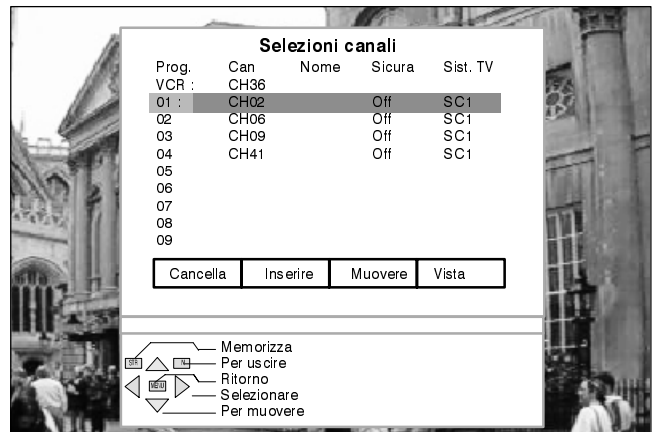 Selezioni canali
Prog. Can Nome Sicura Sist. TV
VCR : CH36
01 : CH02 Off SC1
02 CH06 Off SC1
03 CH09 Off SC1
04 CH41 Off SC1
05
06
07
08
09
Cancella Inserire Muovere Vista
Memorizza
STR N Per uscire
Ritorno
MENU Selezionare
Per muovere